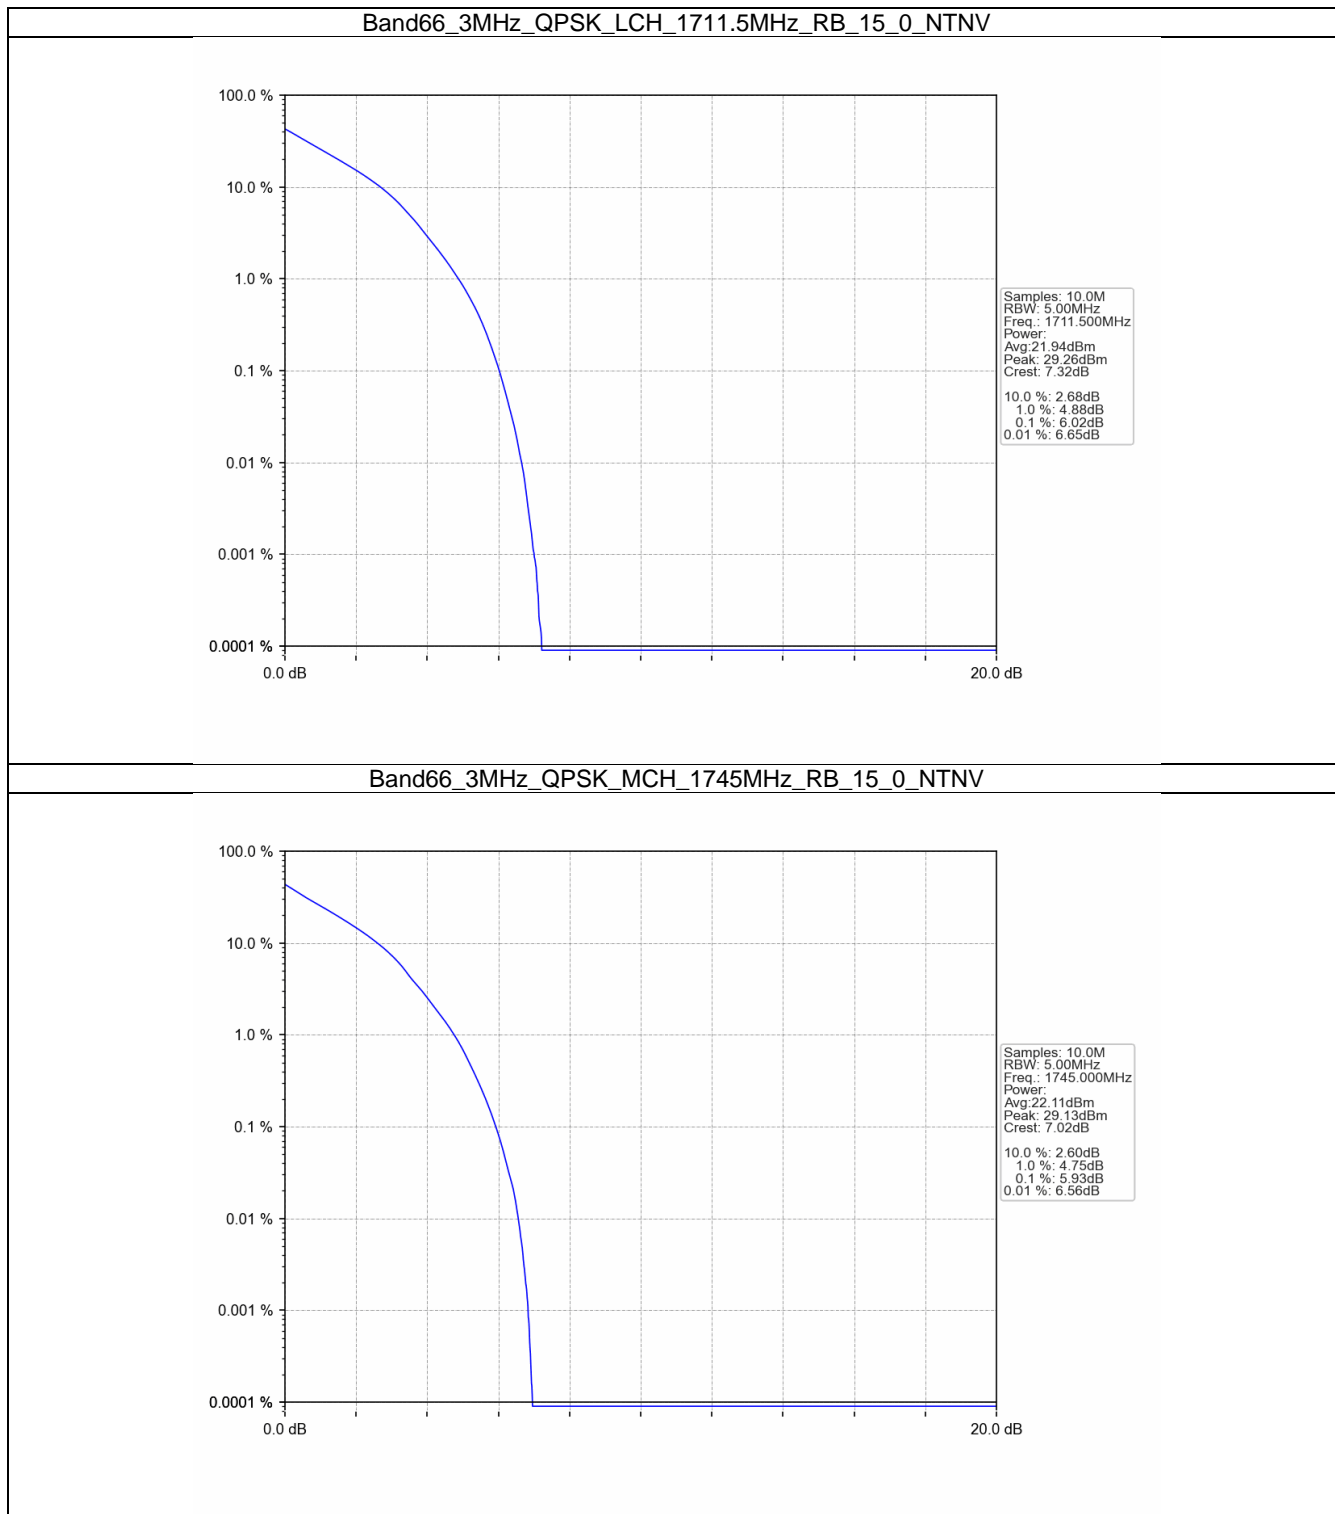 Band66_3MHz_QPSK_LCH_1711.5MHz_RB_15_0_NTNV
100.0 %
10.0 %
1.0 %
0.1 %
0.01 %
0.001 %
0.0001 %
0.0 dB
20.0 dB
Samples: 10.0M
RBW: 5.00MHz
Freq.: 1711.500MHz
Power:
Avg:21.94dBm
Peak: 29.26dBm
Crest: 7.32dB
10.0 %: 2.68dB
1.0 %: 4.88dB
0.1 %: 6.02dB
0.01 %: 6.65dB
Band66_3MHz_QPSK_MCH_1745MHz_RB_15_0_NTNV
100.0 %
10.0 %
1.0 %
0.1 %
0.01 %
0.001 %
0.0001 %
0.0 dB
20.0 dB
Samples: 10.0M
RBW: 5.00MHz
Freq.: 1745.000MHz
Power:
Avg:22.11dBm
Peak: 29.13dBm
Crest: 7.02dB
10.0 %: 2.60dB
1.0 %: 4.75dB
0.1 %: 5.93dB
0.01 %: 6.56dB